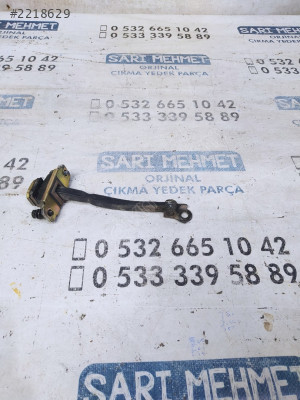 #2218629
SARI MEHMET
ORJİNAL
ÇIKMA YEDEK PARÇA
0 532 665 10 42
0 533 339 58 89
0 532 665 10 42
0 533 339 58 89
SARI MEHMET
ORJİNAL
ÇIKMA YEDEK PARÇA
0 532 665 10 42
0 533 339 58 89
SARI MEHMET